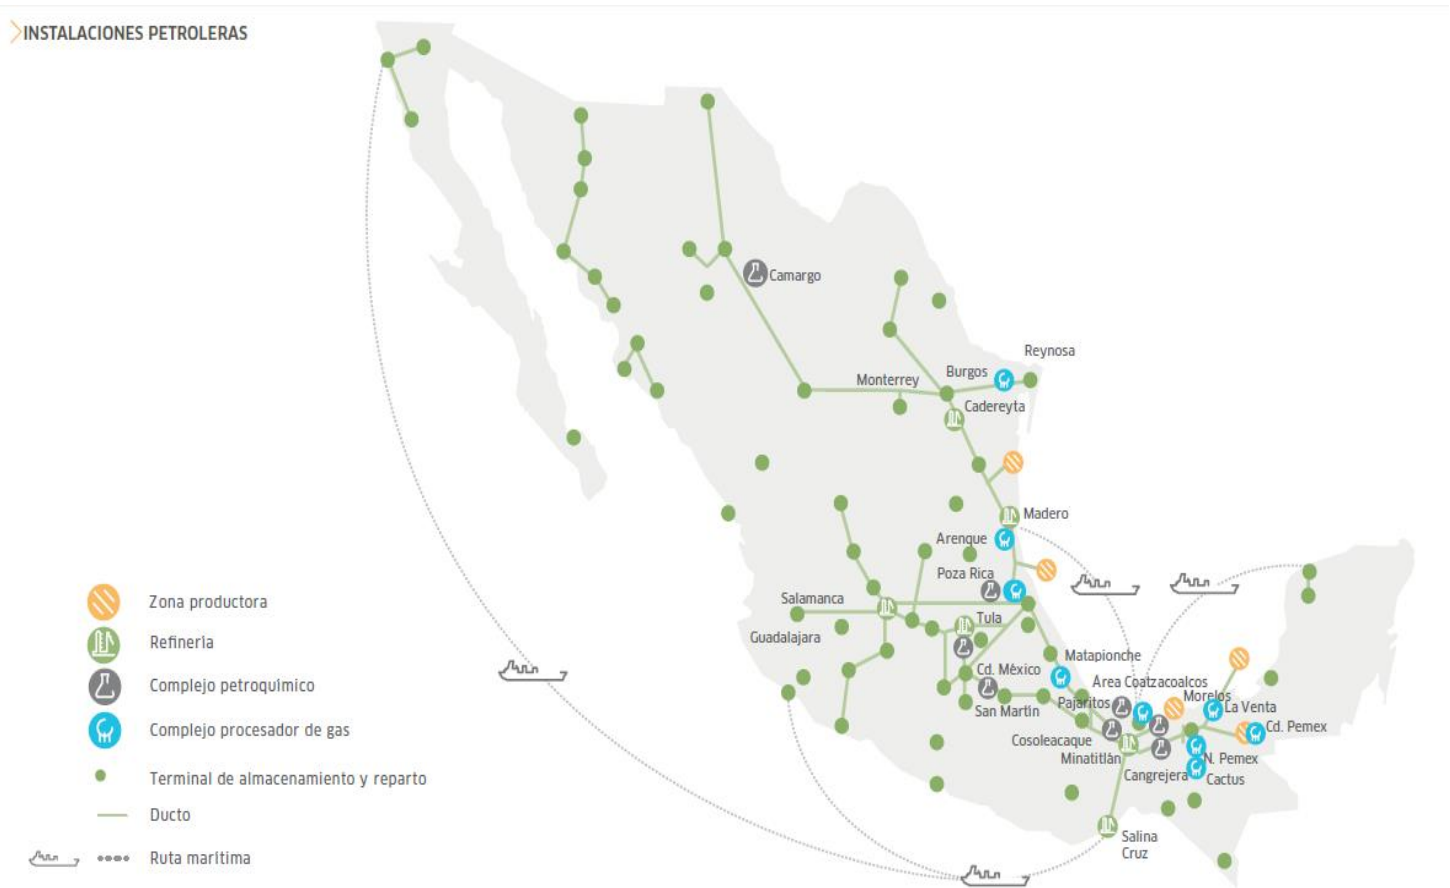 INSTALACIONES PETROLERAS
Camargo
Reynosa
Burgos
Monterrey
Cadereyta
Madero
Arenque
Poza Rica
Salamanca
Tula
Guadalajara
Matapionche
Cd. México
Area Coatzacoalcos
Morelos
Pajaritos
La Venta
San Martín
Cd. Pemex
Cosoleacaque
Minatitlán
N. Pemex
Cangrejera
Cactus
Salina
Cruz
Zona productora
Refinería
Complejo petroquímico
Complejo procesador de gas
Terminal de almacenamiento y reparto
Ducto
Ruta marítima